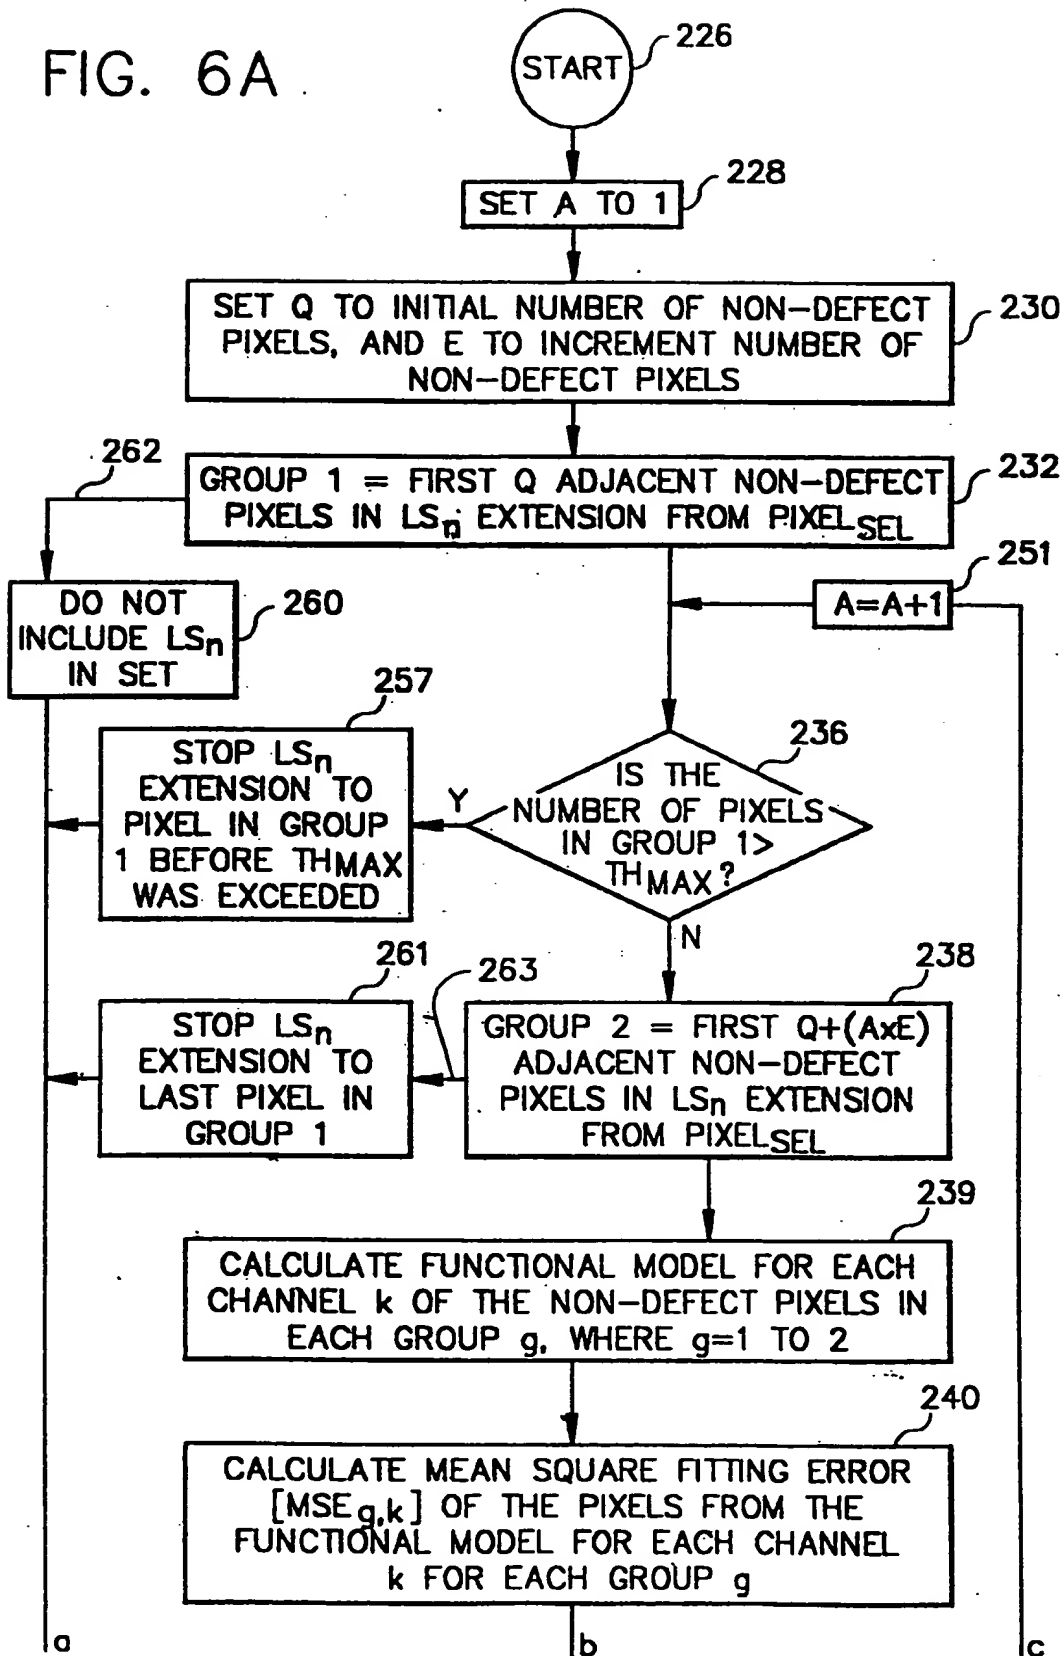 FIG. 6A
START
226
SET A TO 1
228
SET Q TO INITIAL NUMBER OF NON-DEFECT
PIXELS, AND E TO INCREMENT NUMBER OF
NON-DEFECT PIXELS
230
262
GROUP 1 = FIRST Q ADJACENT NON-DEFECT
PIXELS IN LSn EXTENSION FROM PIXELSEL
232
DO NOT
INCLUDE LSn
IN SET
260
A=A+1
251
257
STOP LSn
EXTENSION TO
PIXEL IN GROUP
1 BEFORE THMAX
WAS EXCEEDED
Y
IS THE
NUMBER OF PIXELS
IN GROUP 1>
THMAX?
236
N
261
263
STOP LSn
EXTENSION TO
LAST PIXEL IN
GROUP 1
GROUP 2 = FIRST Q+(AxE)
ADJACENT NON-DEFECT
PIXELS IN LSn EXTENSION
FROM PIXELSEL
238
239
CALCULATE FUNCTIONAL MODEL FOR EACH
CHANNEL k OF THE NON-DEFECT PIXELS IN
EACH GROUP g, WHERE g=1 TO 2
240
CALCULATE MEAN SQUARE FITTING ERROR
[MSEg,k] OF THE PIXELS FROM THE
FUNCTIONAL MODEL FOR EACH CHANNEL
k FOR EACH GROUP g
a
b
c